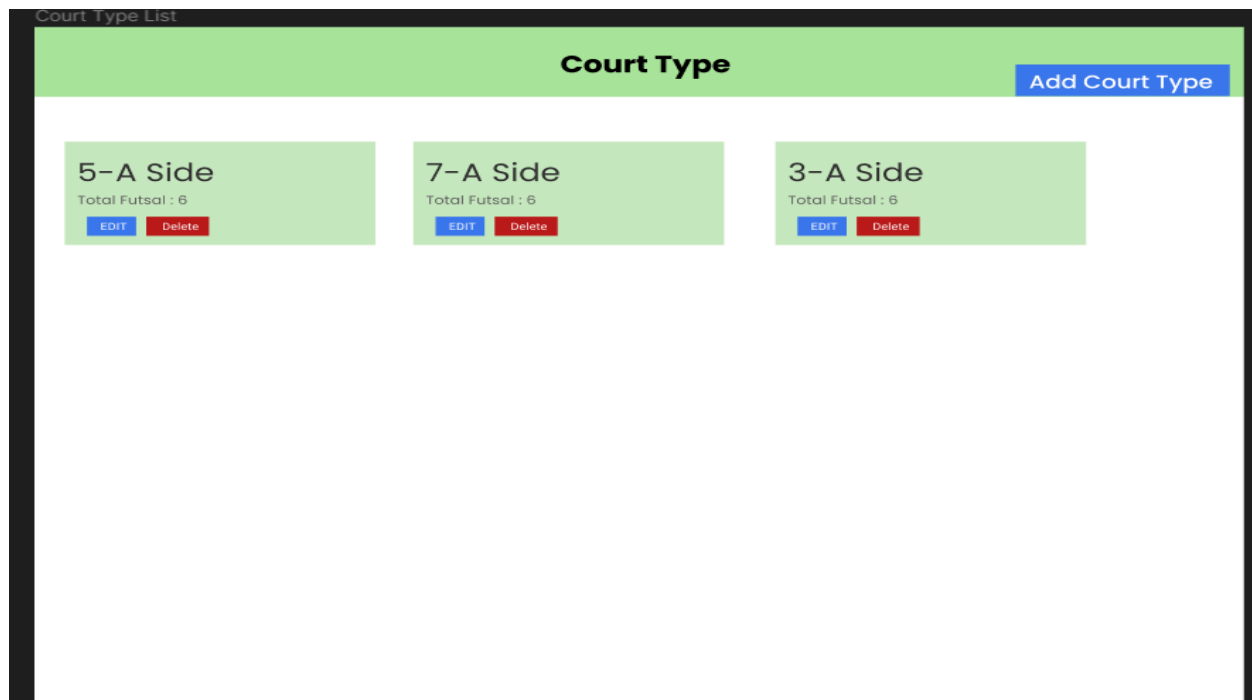 Court Type List
Court Type
Add Court Type
5-A Side
Total Futsal : 6
EDIT Delete
7-A Side
Total Futsal : 6
EDIT Delete
3-A Side
Total Futsal : 6
EDIT Delete